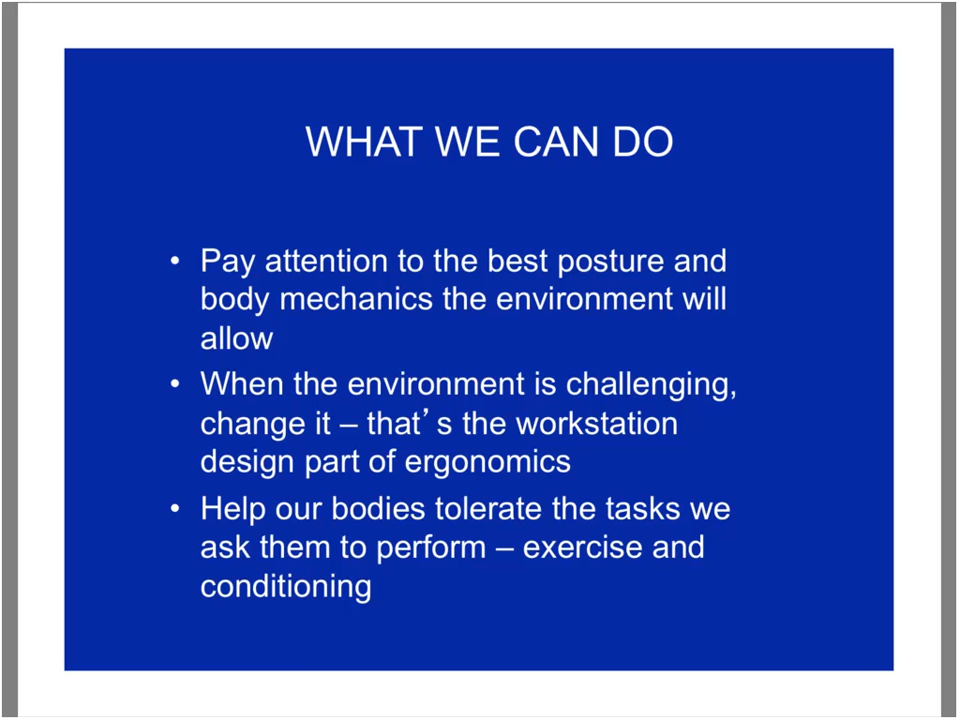 WHAT WE CAN DO
• Pay attention to the best posture and
body mechanics the environment will
allow
• When the environment is challenging,
change it – that’s the workstation
design part of ergonomics
• Help our bodies tolerate the tasks we
ask them to perform – exercise and
conditioning